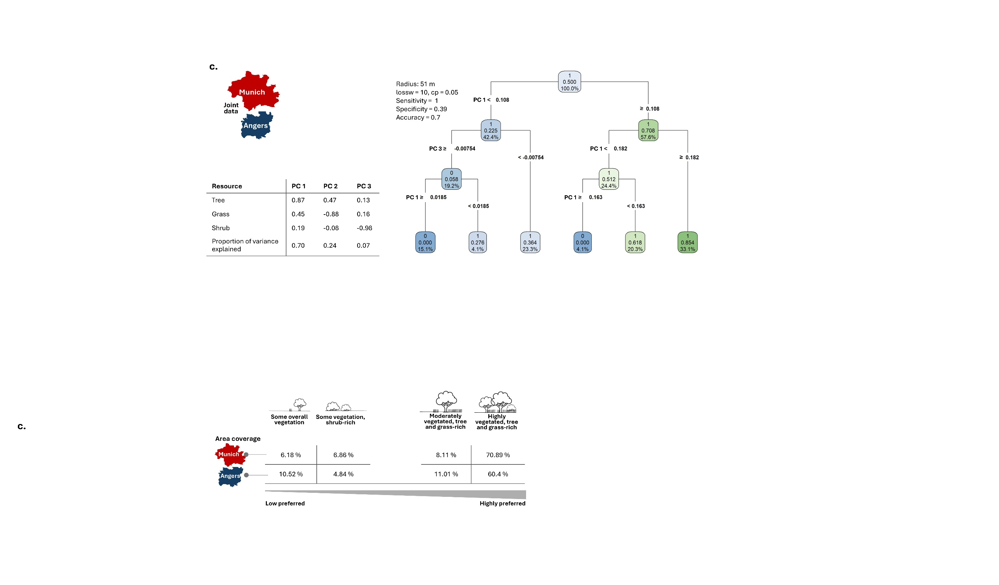 c.
Munich
Joint
data
Angers
Radius: 51 m
lossw = 10, cp = 0.05
Sensitivity = 1
Specificity = 0.39
Accuracy = 0.7
1
0.500
100.0%
PC 1 < 0.108
≥ 0.108
1
0.225
42.4%
1
0.708
57.6%
PC 3 ≥ -0.00754
< -0.00754
PC 1 < 0.182
≥ 0.182
0
0.058
19.2%
1
0.512
24.4%
PC 1 ≥ 0.0185
< 0.0185
PC 1 ≥ 0.163
< 0.163
0
0.000
15.1%
1
0.276
4.1%
1
0.364
23.3%
0
0.000
4.1%
1
0.618
20.3%
1
0.854
33.1%
Resource PC 1 PC 2 PC 3
Tree 0.87 0.47 0.13
Grass 0.45 -0.88 0.16
Shrub 0.19 -0.08 -0.98
Proportion of variance
explained 0.70 0.24 0.07
c.
Some overall
vegetation
Some vegetation,
shrub-rich
Moderately
vegetated, tree
and grass-rich
Highly
vegetated, tree
and grass-rich
Area coverage
Munich 6.18 % 6.86 % 8.11 % 70.89 %
Angers 10.52 % 4.84 % 11.01 % 60.4 %
Low preferred Highly preferred